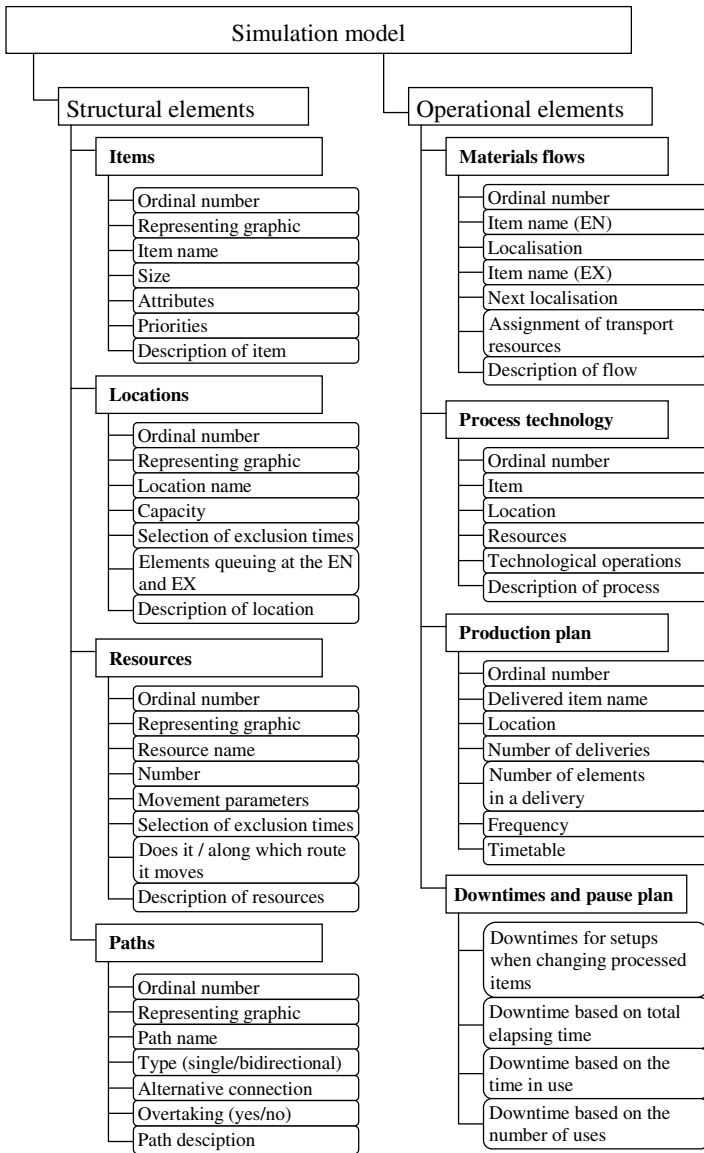 Simulation model
Structural elements
Items
Ordinal number
Representing graphic
Item name
Size
Attributes
Priorities
Description of item
Locations
Ordinal number
Representing graphic
Location name
Capacity
Selection of exclusion times
Elements queuing at the EN
and EX
Description of location
Resources
Ordinal number
Representing graphic
Resource name
Number
Movement parameters
Selection of exclusion times
Does it / along which route
it moves
Description of resources
Paths
Ordinal number
Representing graphic
Path name
Type (single/bidirectional)
Alternative connection
Overtaking (yes/no)
Path desciption
Operational elements
Materials flows
Ordinal number
Item name (EN)
Localisation
Item name (EX)
Next localisation
Assignment of transport
resources
Description of flow
Process technology
Ordinal number
Item
Location
Resources
Technological operations
Description of process
Production plan
Ordinal number
Delivered item name
Location
Number of deliveries
Number of elements
in a delivery
Frequency
Timetable
Downtimes and pause plan
Downtimes for setups
when changing processed
items
Downtime based on total
elapsing time
Downtime based on the
time in use
Downtime based on the
number of uses